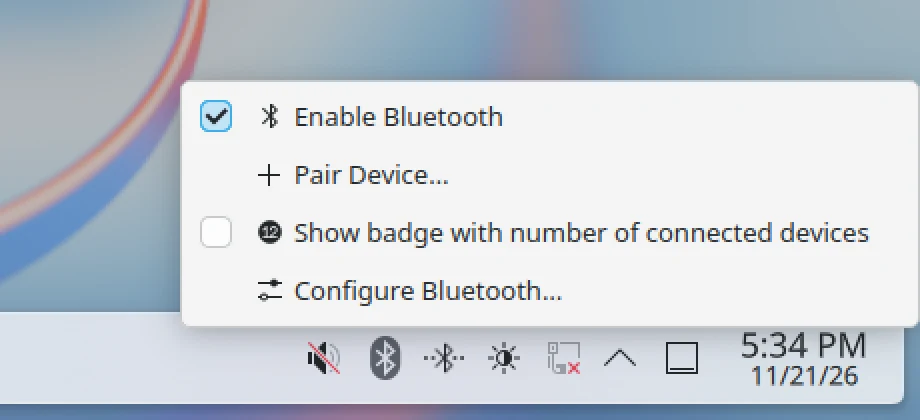 Enable Bluetooth
Pair Device...
12 Show badge with number of connected devices
Configure Bluetooth...
5:34 PM
11/21/26